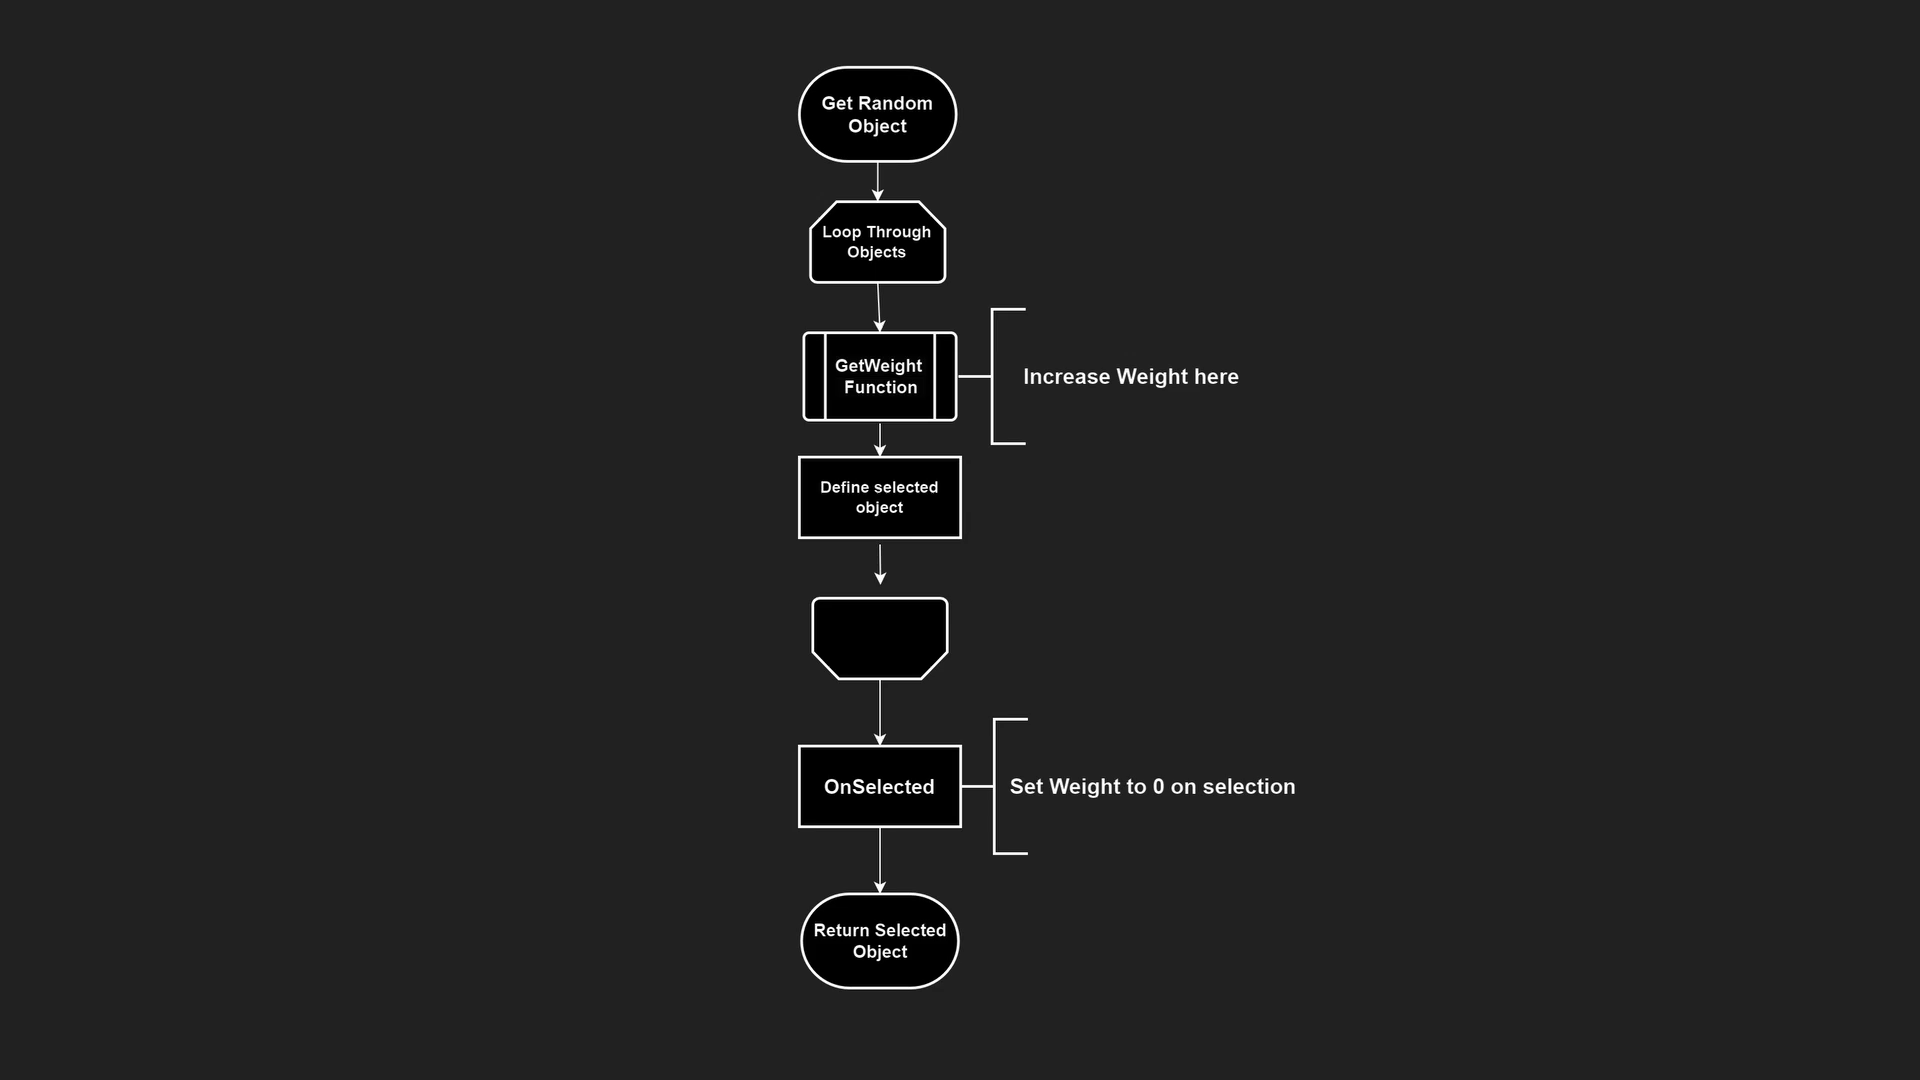 Get Random
Object
Loop Through
Objects
GetWeight
Function
Increase Weight here
Define selected
object
OnSelected
Set Weight to 0 on selection
Return Selected
Object